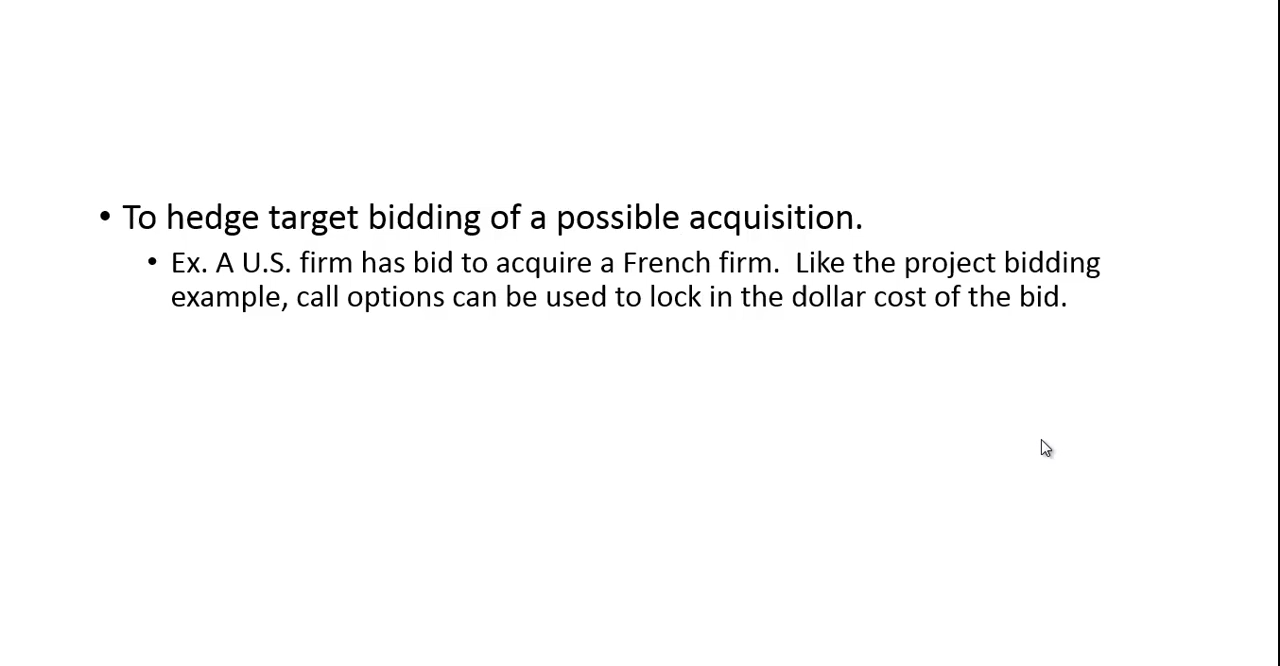 • To hedge target bidding of a possible acquisition.
• Ex. A U.S. firm has bid to acquire a French firm.  Like the project bidding
example, call options can be used to lock in the dollar cost of the bid.